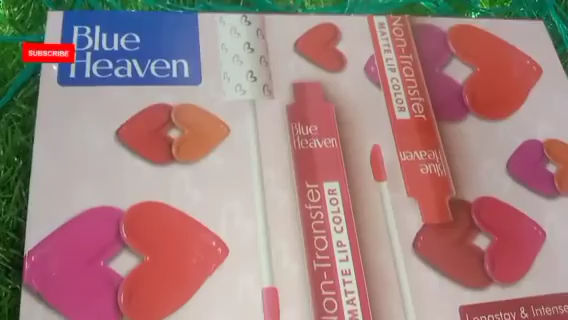 SUBSCRIBE
Blue
Heaven
Blue
Heaven
Non-Transfer
MATTE LIP COLOR
Non-Transfer
MATTE LIP COLOR
Blue
Heaven
Longstay & Intense